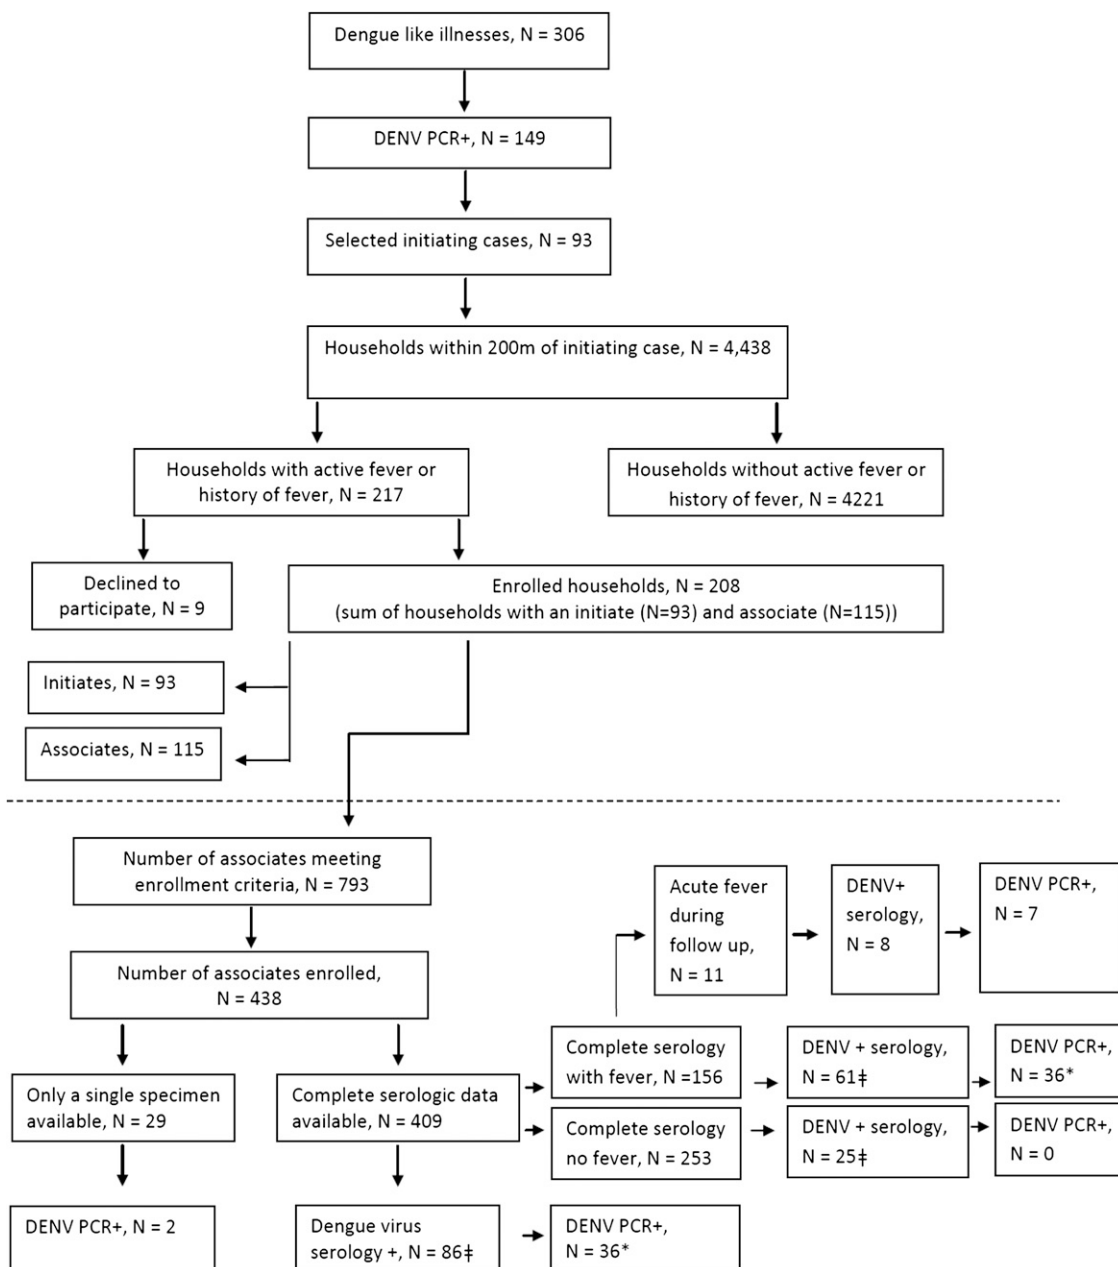 Dengue like illnesses, N = 306
DENV PCR+, N = 149
Selected initiating cases, N = 93
Households within 200m of initiating case, N = 4,438
Households with active fever or
history of fever, N = 217
Households without active fever or
history of fever, N = 4221
Declined to
participate, N = 9
Enrolled households, N = 208
(sum of households with an initiate (N=93) and associate (N=115))
Initiates, N = 93
Associates, N = 115
Number of associates meeting
enrollment criteria, N = 793
Acute fever
during
follow up,
N = 11
DENV+
serology,
N = 8
DENV PCR+,
N = 7
Number of associates enrolled,
N = 438
Only a single specimen
available, N = 29
Complete serologic data
available, N = 409
Complete serology
with fever, N =156
DENV + serology,
N = 61‡
DENV PCR+,
N = 36*
Complete serology
no fever, N = 253
DENV + serology,
N = 25‡
DENV PCR+,
N = 0
DENV PCR+, N = 2
Dengue virus
serology +, N = 86‡
DENV PCR+,
N = 36*